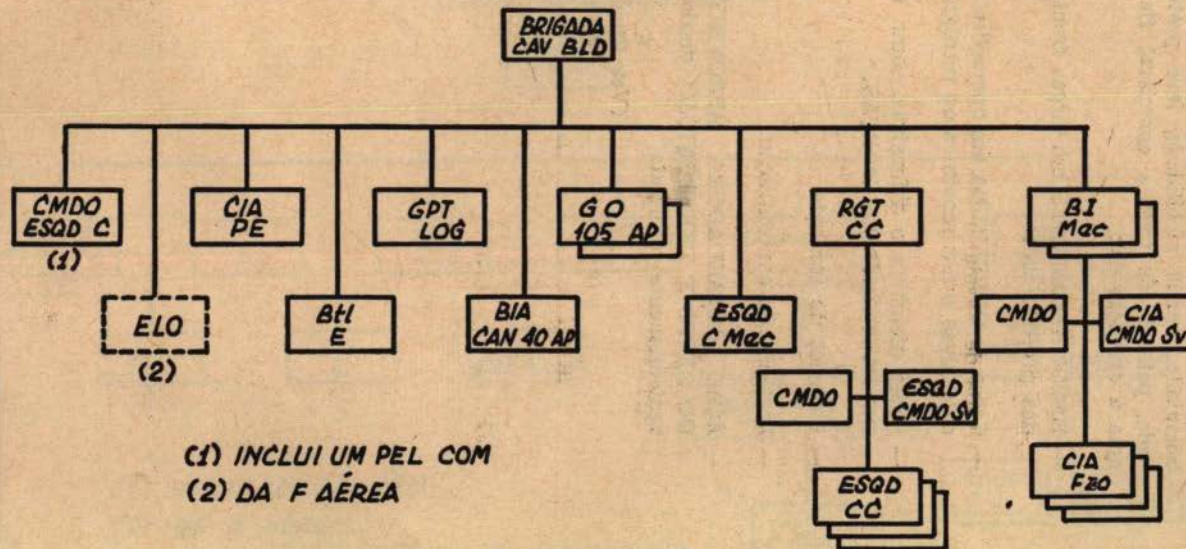 BRIGADA
CAV BLD
CMDO
ESQD C
(1)
CIA
PE
GPT
LOG
G O
105 AP
RGT
CC
BI
Mec
ELO
(2)
Btl
E
BIA
CAN 40 AP
ESQD
C Mec
CMDO
CIA
CMDO Sv
CMDO
ESQD
CMDO Sv
ESQD
CC
CIA
FZO
(1) INCLUI UM PEL COM
(2) DA F AÉREA